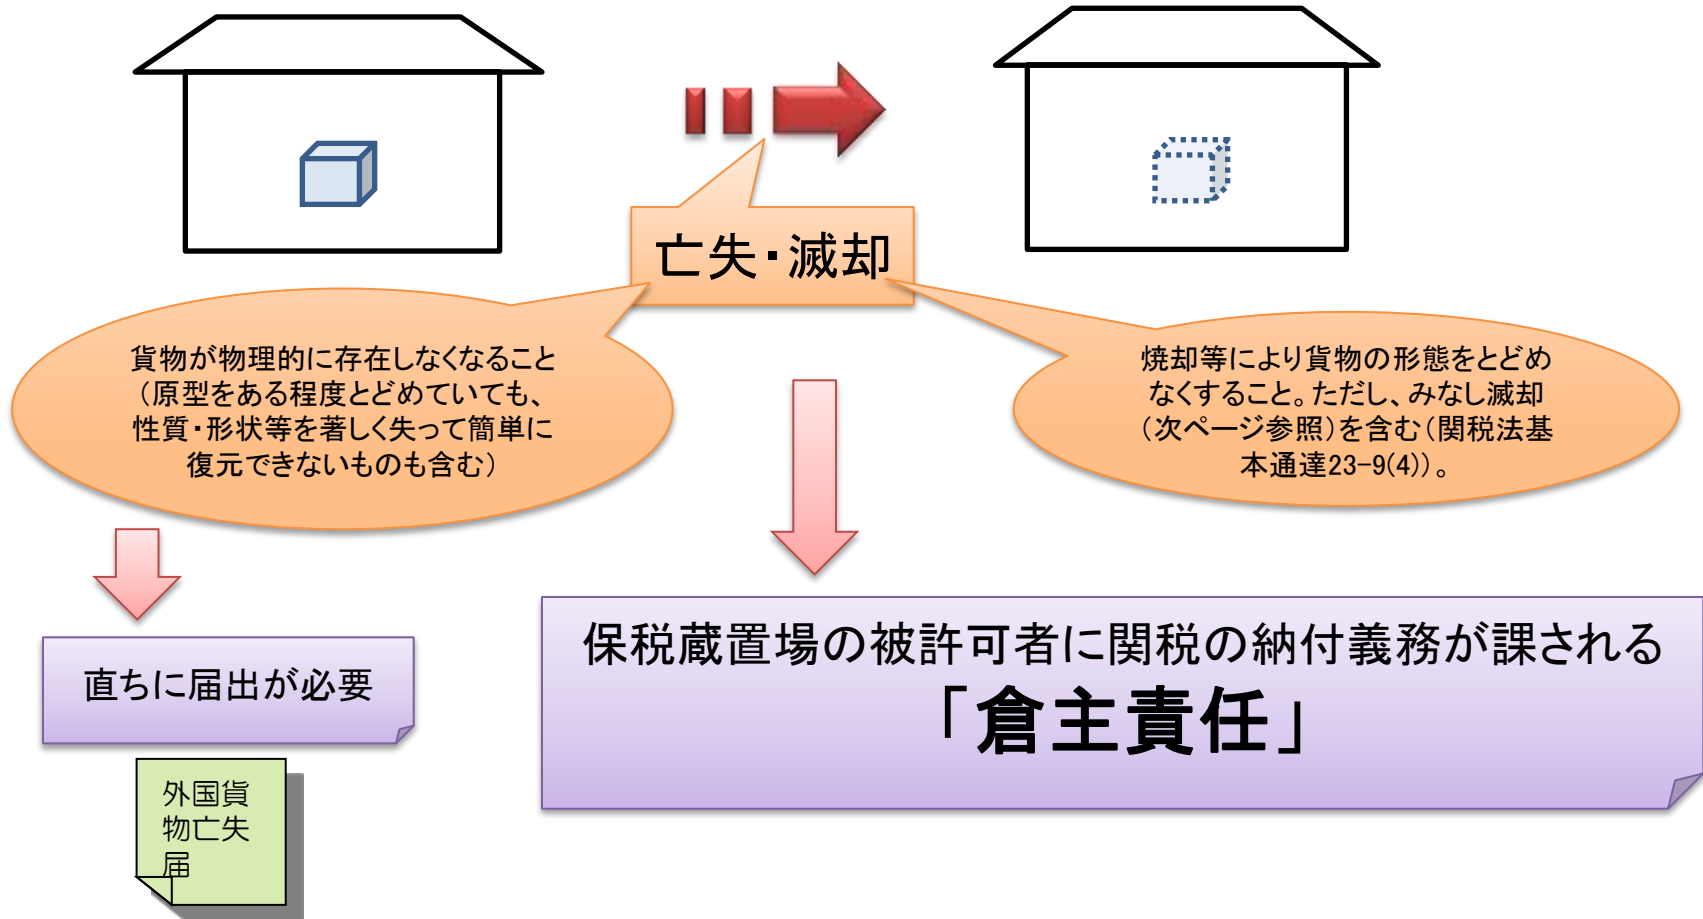 亡失・滅却
貨物が物理的に存在しなくなること
（原型をある程度とどめていても、
性質・形状等を著しく失って簡単に
復元できないものも含む）
焼却等により貨物の形態をとどめ
なくすること。ただし、みなし滅却
（次ページ参照）を含む（関税法基
本通達23-9(4)）。
直ちに届出が必要
外国貨
物亡失
届
保税蔵置場の被許可者に関税の納付義務が課される
「倉主責任」